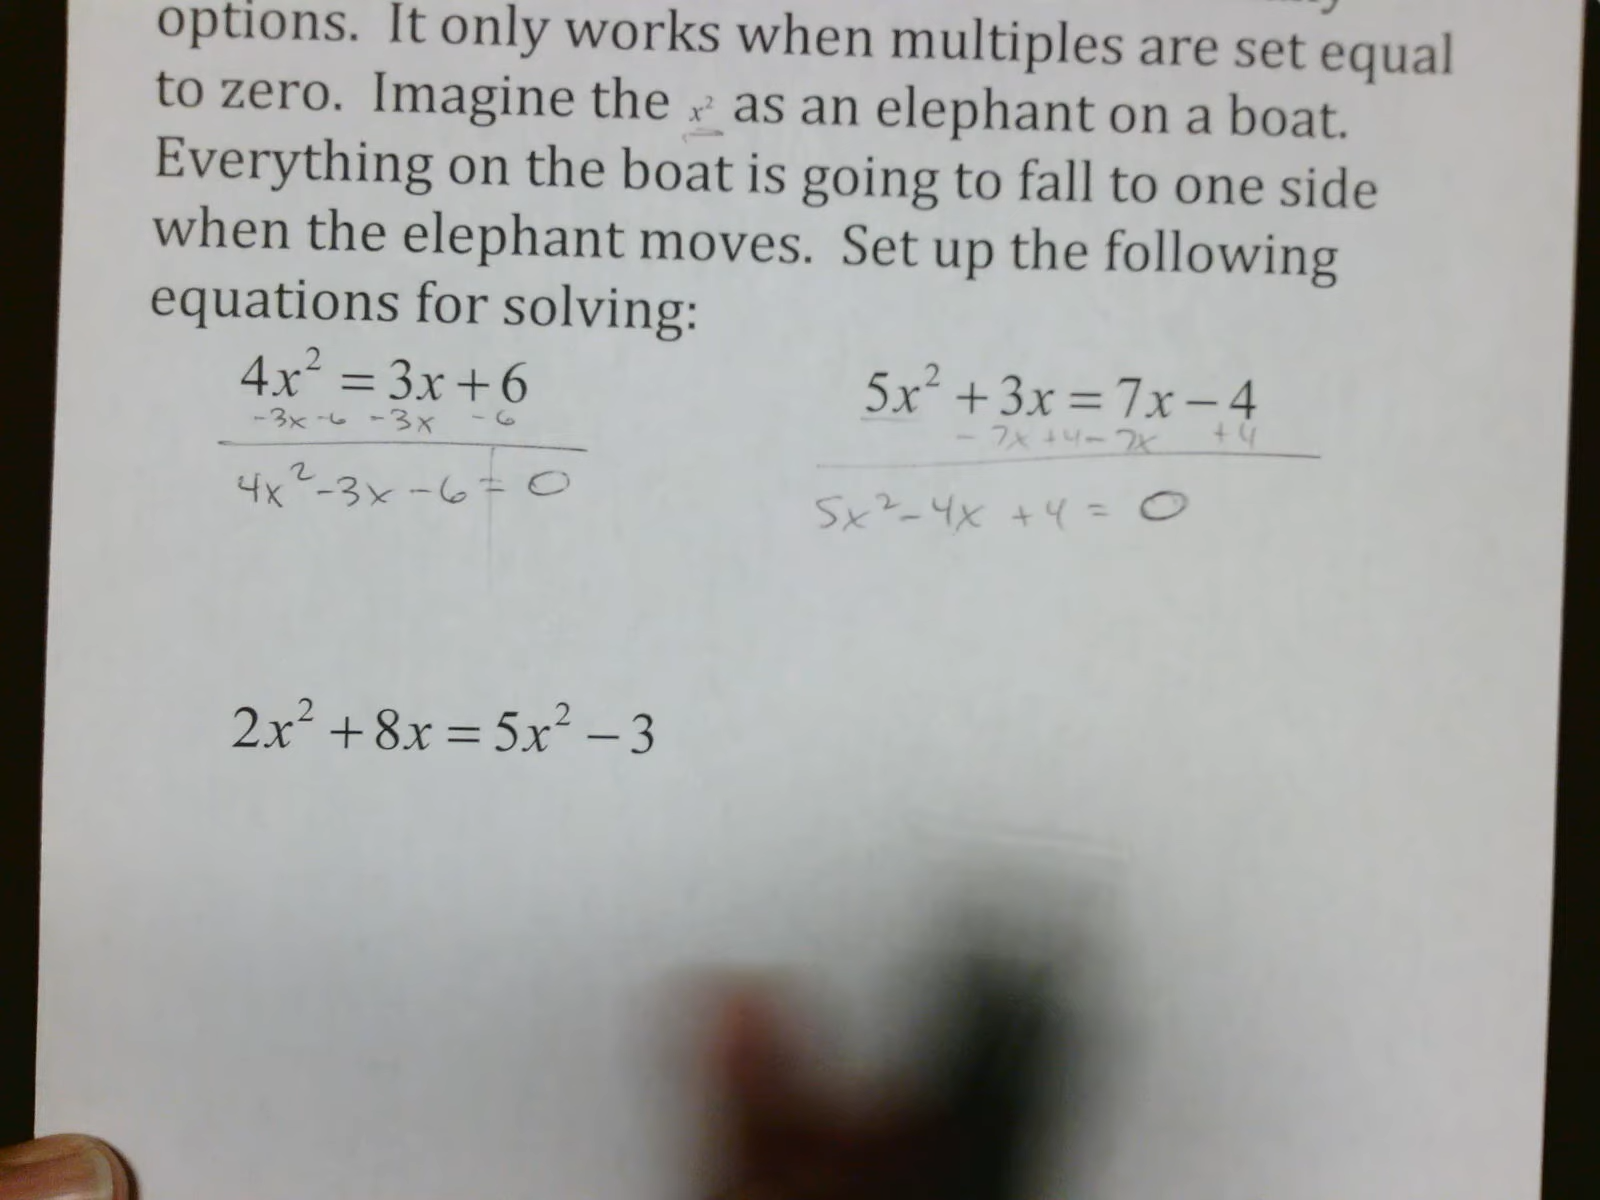 options. It only works when multiples are set equal
to zero. Imagine the x² as an elephant on a boat.
Everything on the boat is going to fall to one side
when the elephant moves. Set up the following
equations for solving:
4x² = 3x + 6
-3x -6 -3x -6
4x² -3x -6 = 0
5x² + 3x = 7x − 4
- 7x +4 - 7x +4
5x² - 4x + 4 = 0
2x² + 8x = 5x² − 3